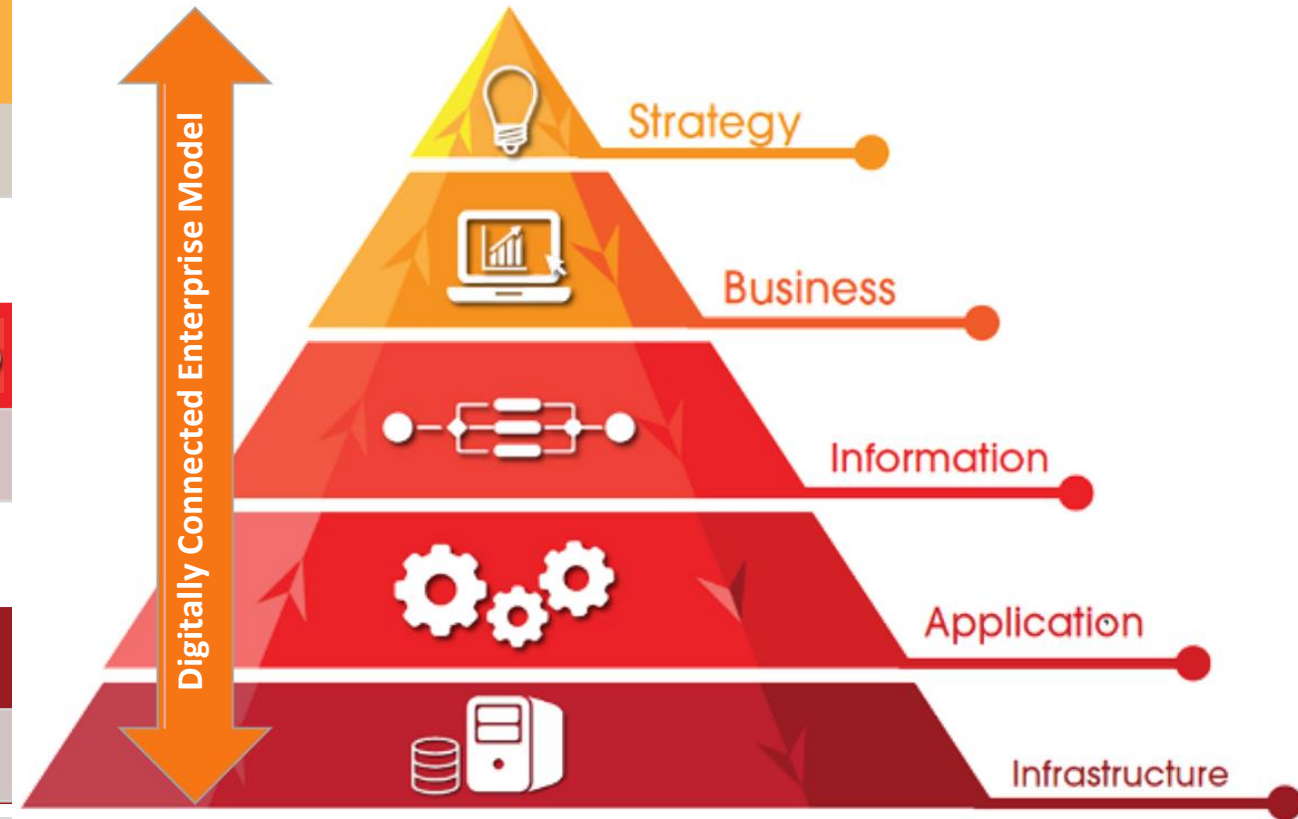 Digitally Connected Enterprise Model
Strategy
Business
Information
Application
Infrastructure